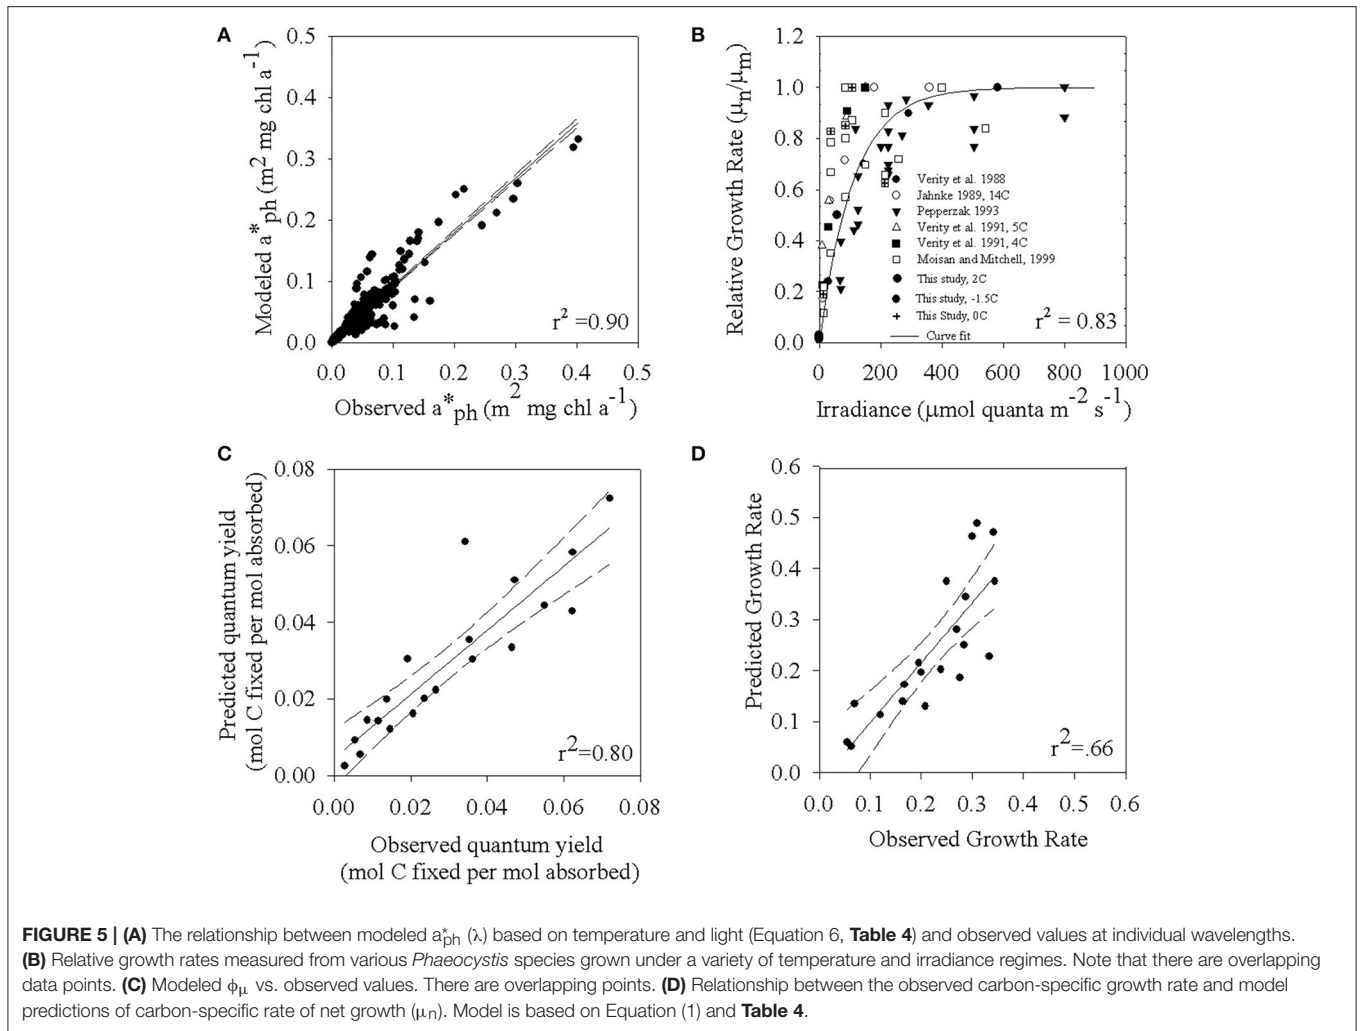 A
0.5
0.4
0.3
0.2
0.1
0.0
Modeled a*ph (m2 mg chl a-1)
r2 =0.90
0.0 0.1 0.2 0.3 0.4 0.5
Observed a*ph (m2 mg chl a-1)
B
1.2
1.0
0.8
0.6
0.4
0.2
0.0
Relative Growth Rate (μn/μm)
Verity et al. 1988
Jahnke 1989, 14C
Pepperzak 1993
Verity et al. 1991, 5C
Verity et al. 1991, 4C
Moisan and Mitchell, 1999
This study, 2C
This study, -1.5C
This Study, 0C
Curve fit
r2 = 0.83
0 200 400 600 800 1000
Irradiance (μmol quanta m-2 s-1)
C
0.08
0.06
0.04
0.02
0.00
Predicted quantum yield
(mol C fixed per mol absorbed)
r2=0.80
0.00 0.02 0.04 0.06 0.08
Observed quantum yield
(mol C fixed per mol absorbed)
D
0.6
0.5
0.4
0.3
0.2
0.1
0.0
Predicted Growth Rate
r2=.66
0.0 0.1 0.2 0.3 0.4 0.5 0.6
Observed Growth Rate
FIGURE 5 | (A) The relationship between modeled a*ph (λ) based on temperature and light (Equation 6, Table 4) and observed values at individual wavelengths.
(B) Relative growth rates measured from various Phaeocystis species grown under a variety of temperature and irradiance regimes. Note that there are overlapping
data points. (C) Modeled ϕμ vs. observed values. There are overlapping points. (D) Relationship between the observed carbon-specific growth rate and model
predictions of carbon-specific rate of net growth (μn). Model is based on Equation (1) and Table 4.